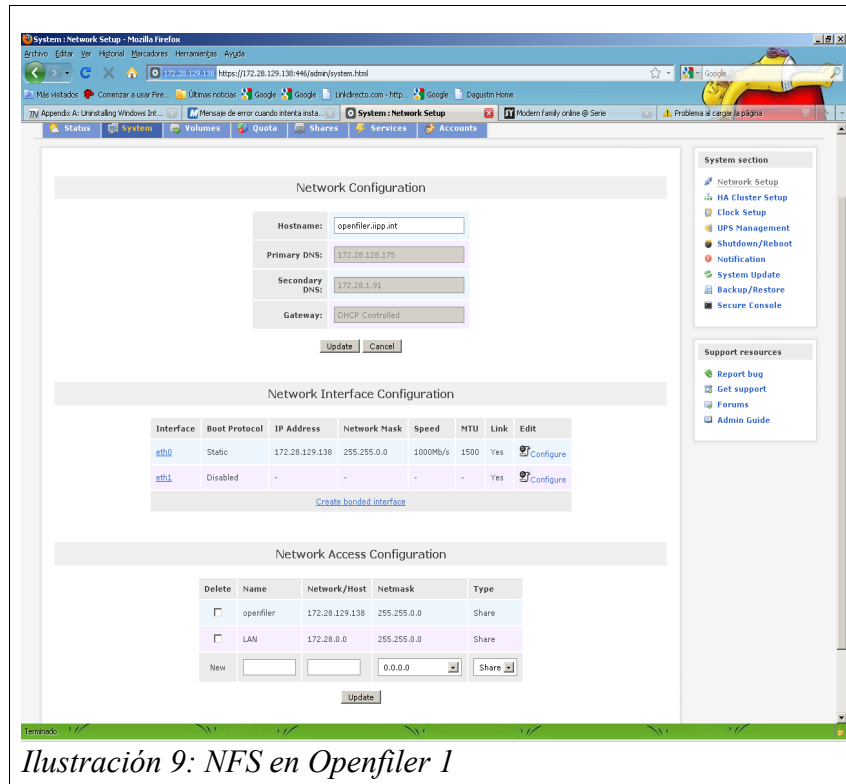 System : Network Setup - Mozilla Firefox
Archivo Editar Ver Historial Marcadores Herramientas Ayuda
172.28.129.138 https://172.28.129.138:446/admin/system.html
Google
Más visitados Comenzar a usar Fire... Últimas noticias Google Google Linkdirecto.com - http... Google Dagustin Home
TN Appendix A: Uninstaling Windows Int... Mensaje de error cuando intenta insta... System : Network Setup Modern family online @ Serie Problema al cargar la página
Status System Volumes Quota Shares Services Accounts
Network Configuration
Hostname: openfiler.iipp.int
Primary DNS: 172.28.128.175
Secondary DNS: 172.28.1.91
Gateway: DHCP Controlled
Update Cancel
Network Interface Configuration
Interface Boot Protocol IP Address Network Mask Speed MTU Link Edit
eth0 Static 172.28.129.138 255.255.0.0 1000Mb/s 1500 Yes Configure
eth1 Disabled - - - - Yes Configure
Create bonded interface
Network Access Configuration
Delete Name Network/Host Netmask Type
openfiler 172.28.129.138 255.255.0.0 Share
LAN 172.28.0.0 255.255.0.0 Share
New 0.0.0.0 Share
Update
System section
Network Setup
HA Cluster Setup
Clock Setup
UPS Management
Shutdown/Reboot
Notification
System Update
Backup/Restore
Secure Console
Support resources
Report bug
Get support
Forums
Admin Guide
Terminado
Ilustración 9: NFS en Openfiler 1